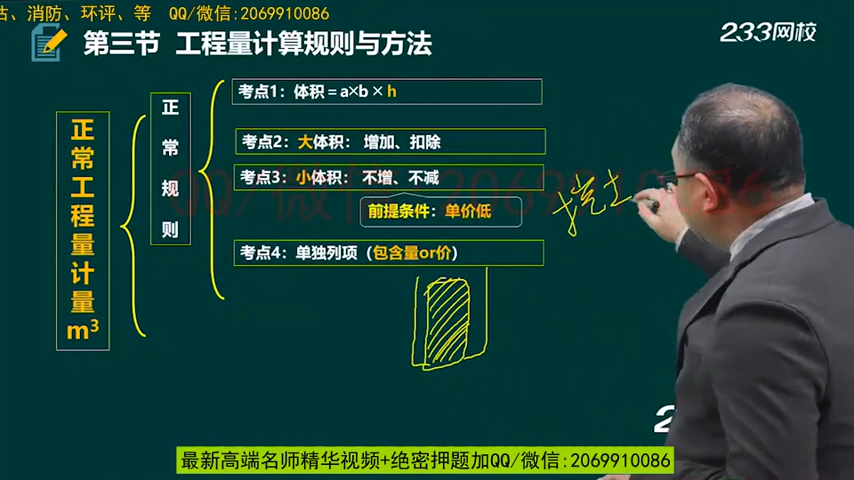 估、消防、环评、等 QQ/微信:2069910086
第三节 工程量计算规则与方法
233网校
正常工程量计量m³
正常规则
考点1：体积＝a×b×h
考点2：大体积： 增加、扣除
考点3：小体积： 不增、不减
前提条件：单价低
考点4：单独列项（包含量or价）
挖土
QQ/微信:2069910086
2
最新高端名师精华视频+绝密押题加QQ/微信:2069910086